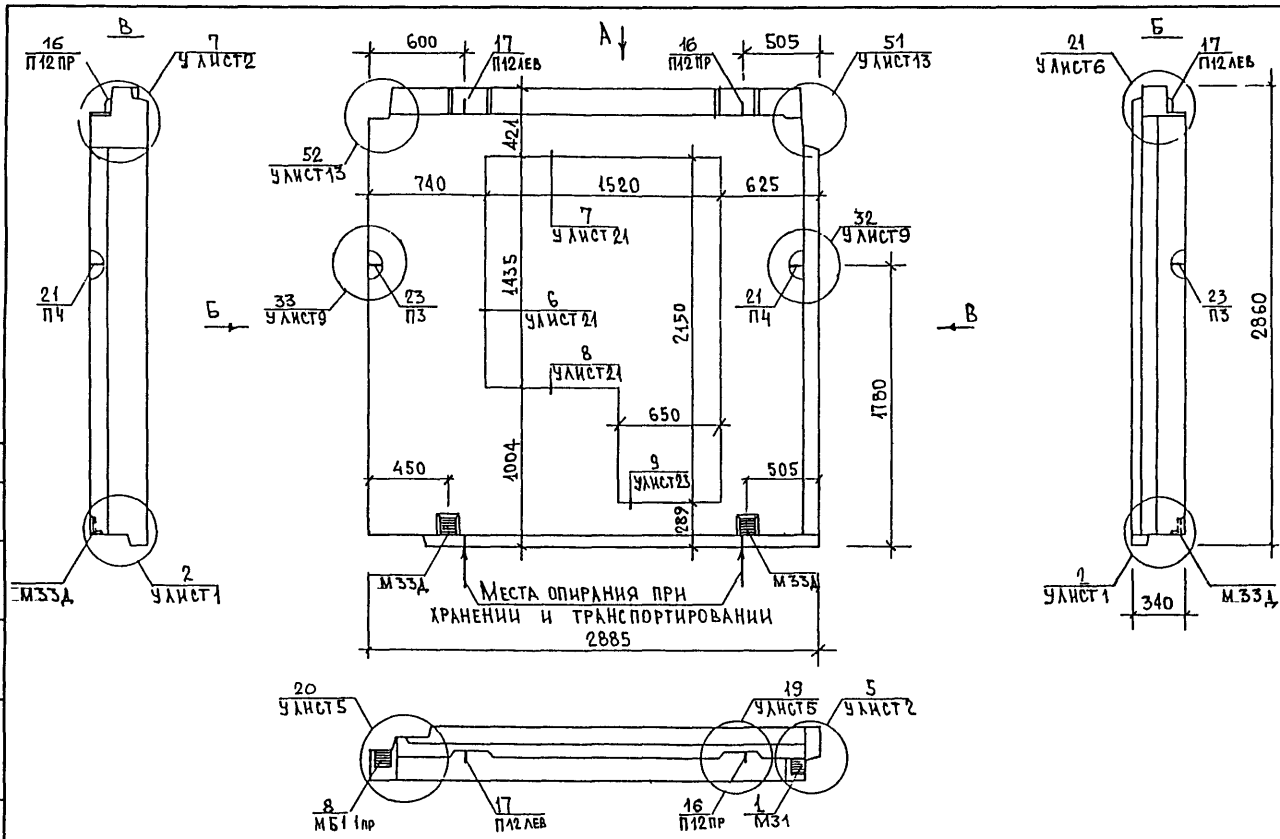 В
16
П12ПР
7
УЛИСТ2
21
П4
М33Д
2
УЛИСТ1
600
17
П12ЛЕВ
А
16
П12ПР
505
51
УЛИСТ13
52
УЛИСТ13
421
740
1520
625
7
УЛИСТ21
32
УЛИСТ9
33
УЛИСТ9
23
П3
1435
6
УЛИСТ21
21
П4
Б
В
2150
8
УЛИСТ21
650
1780
450
1004
9
УЛИСТ23
505
289
М33Д
М33Д
МЕСТА ОПИРАНИЯ ПРИ
ХРАНЕНИИ И ТРАНСПОРТИРОВАНИИ
2885
Б
21
УЛИСТ6
17
П12ЛЕВ
23
П3
2860
2
УЛИСТ1
340
М33Д
20
УЛИСТ5
19
УЛИСТ5
5
УЛИСТ2
8
МБ11пр
17
П12ЛЕВ
16
П12ПР
1
М31